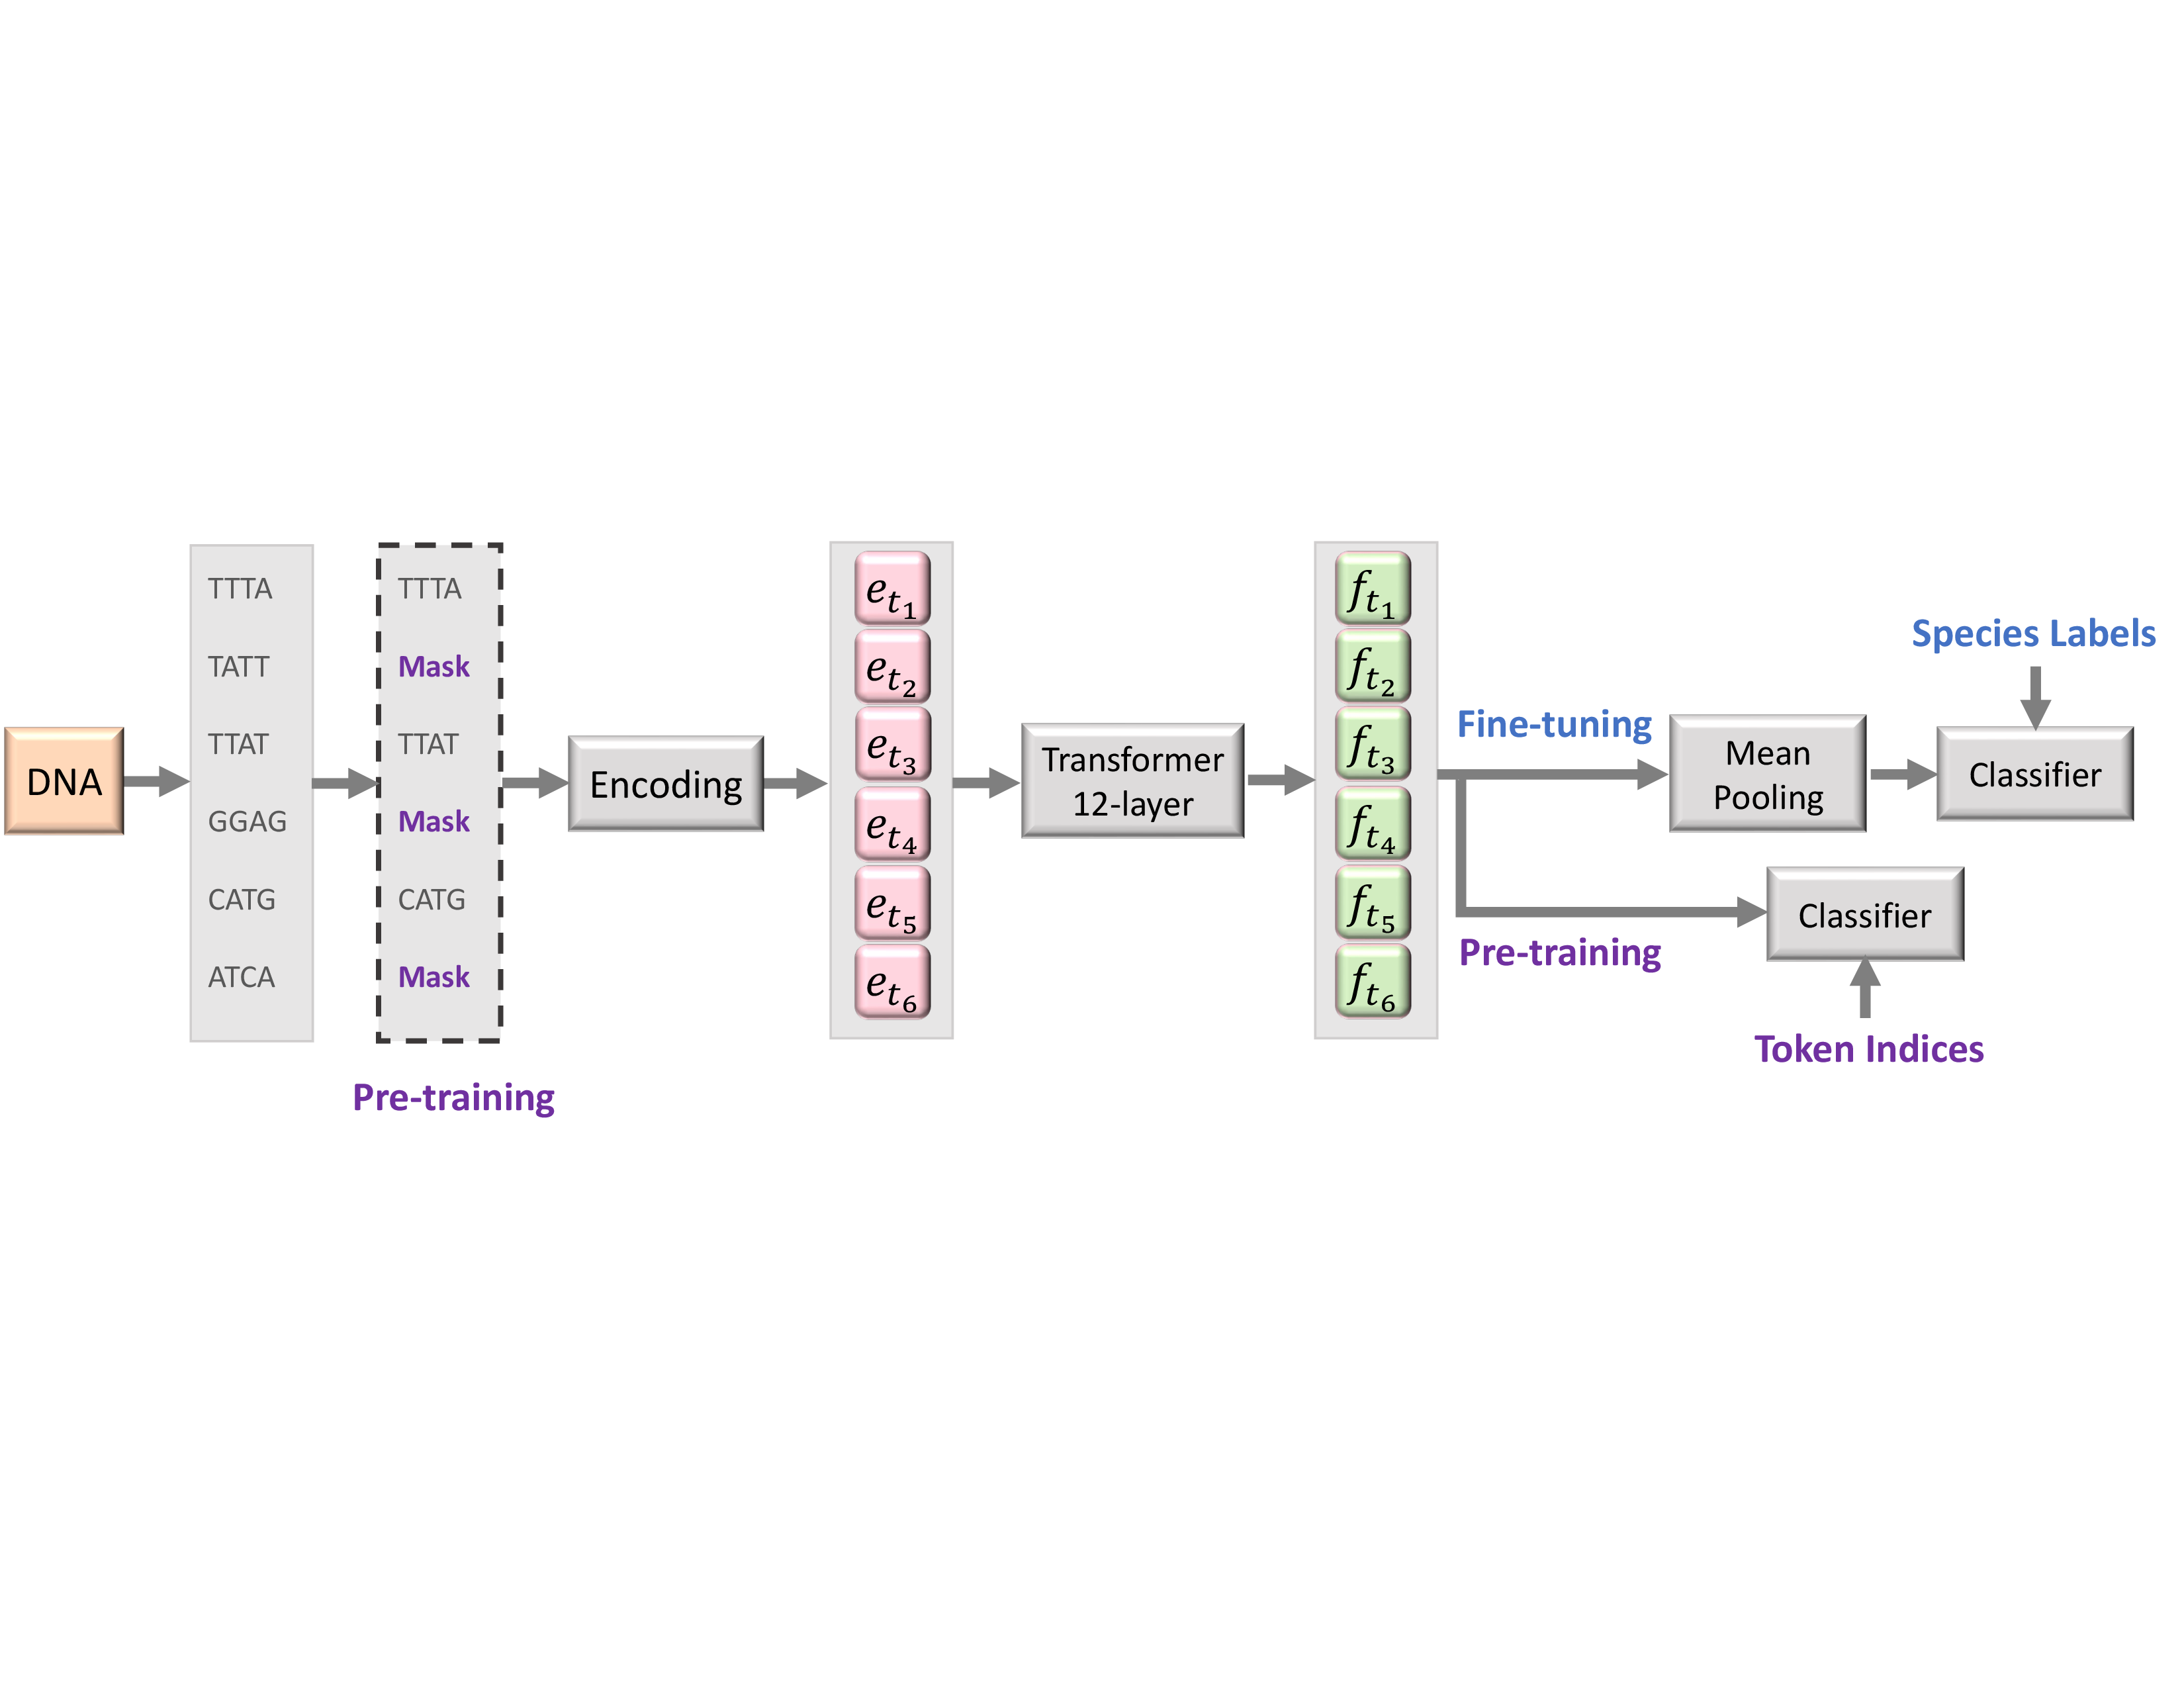 DNA
TTTA
TATT
TTAT
GGAG
CATG
ATCA
TTTA
Mask
TTAT
Mask
CATG
Mask
Pre-training
Encoding
e_{t_1}
e_{t_2}
e_{t_3}
e_{t_4}
e_{t_5}
e_{t_6}
Transformer
12-layer
f_{t_1}
f_{t_2}
f_{t_3}
f_{t_4}
f_{t_5}
f_{t_6}
Fine-tuning
Mean
Pooling
Species Labels
Classifier
Pre-training
Classifier
Token Indices